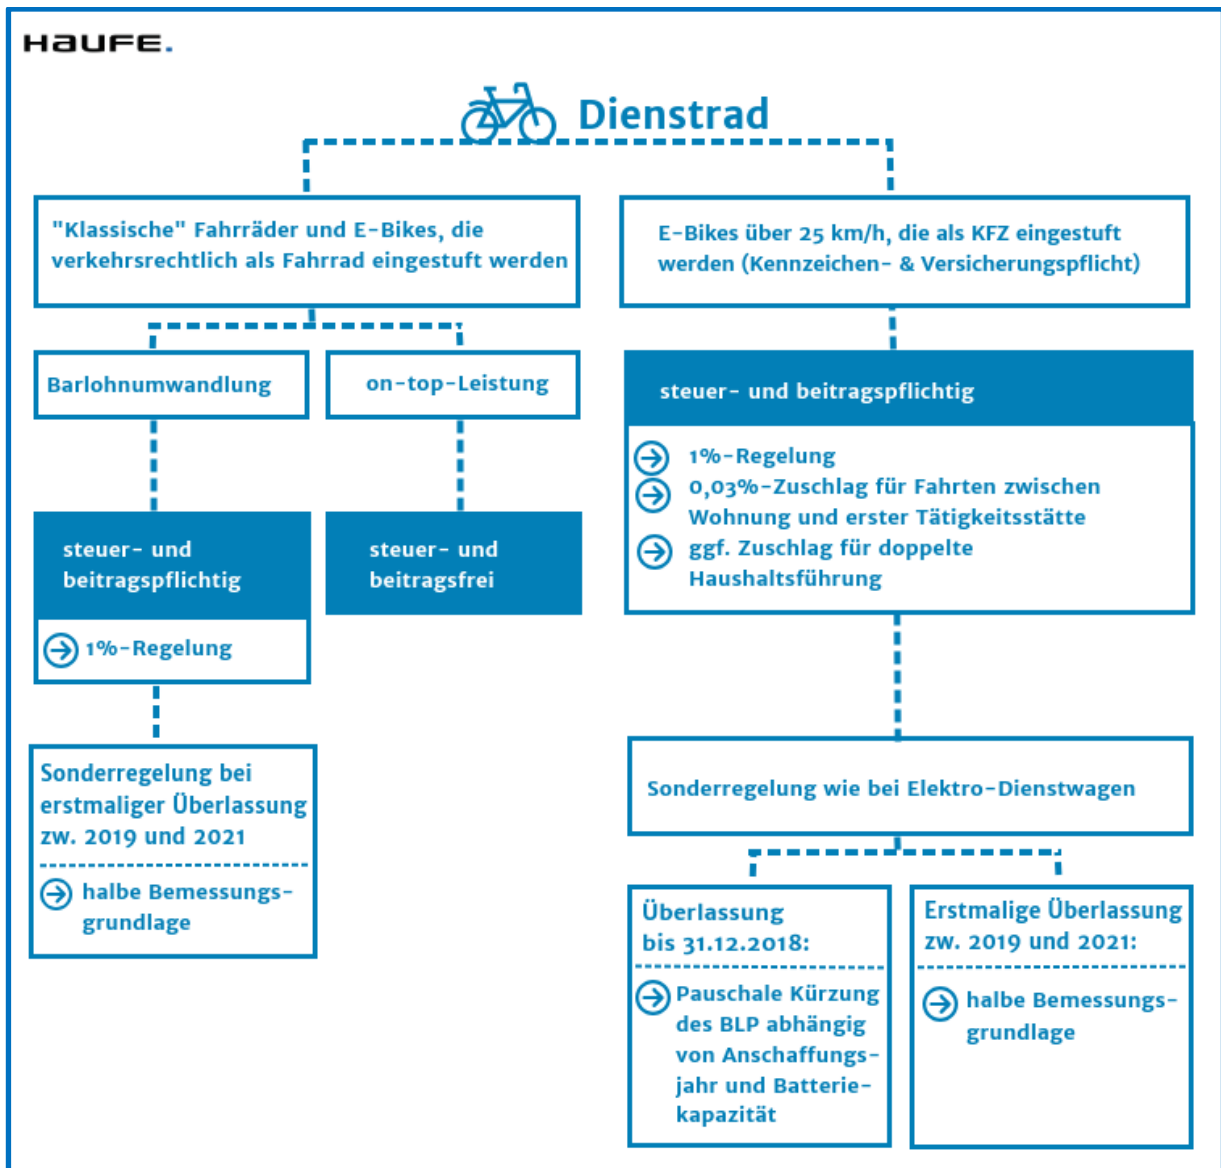 HAUFE.
Dienstrad
"Klassische" Fahrräder und E-Bikes, die
verkehrsrechtlich als Fahrrad eingestuft werden
E-Bikes über 25 km/h, die als KFZ eingestuft
werden (Kennzeichen- & Versicherungspflicht)
Barlohnumwandlung
on-top-Leistung
steuer- und beitragspflichtig
1%-Regelung
0,03%-Zuschlag für Fahrten zwischen
Wohnung und erster Tätigkeitsstätte
ggf. Zuschlag für doppelte
Haushaltsführung
steuer- und
beitragspflichtig
1%-Regelung
steuer- und
beitragsfrei
Sonderregelung bei
erstmaliger Überlassung
zw. 2019 und 2021
halbe Bemessungs-
grundlage
Sonderregelung wie bei Elektro-Dienstwagen
Überlassung
bis 31.12.2018:
Pauschale Kürzung
des BLP abhängig
von Anschaffungs-
jahr und Batterie-
kapazität
Erstmalige Überlassung
zw. 2019 und 2021:
halbe Bemessungs-
grundlage